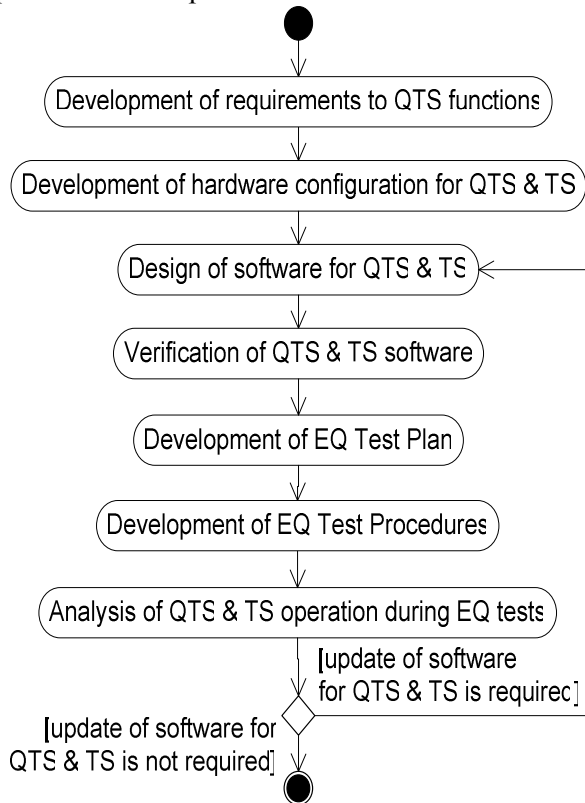 Development of requirements to QTS functions
Development of hardware configuration for QTS & TS
Design of software for QTS & TS
Verification of QTS & TS software
Development of EQ Test Plan
Development of EQ Test Procedures
Analysis of QTS & TS operation during EQ tests
[update of software
for QTS & TS is required]
[update of software for
QTS & TS is not required]